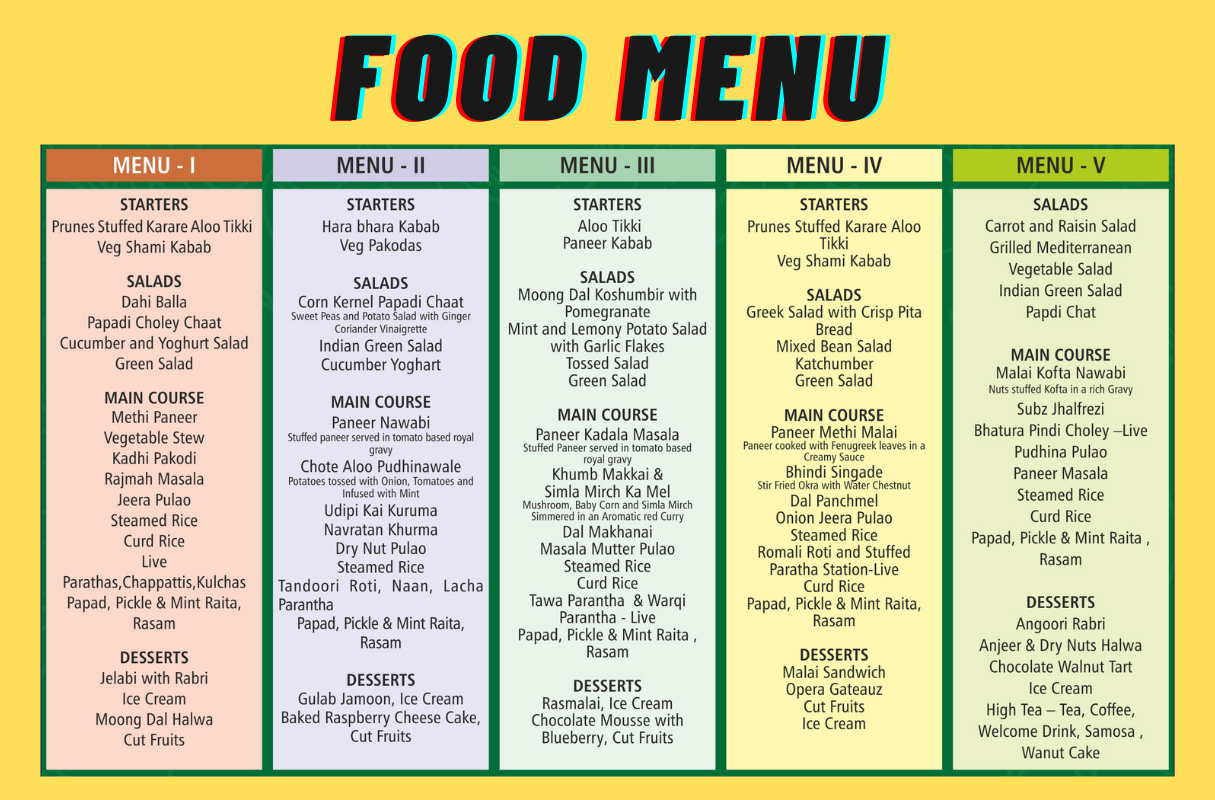 FOOD MENU
MENU - I
STARTERS
Prunes Stuffed Karare Aloo Tikki
Veg Shami Kabab
SALADS
Dahi Balla
Papadi Choley Chaat
Cucumber and Yoghurt Salad
Green Salad
MAIN COURSE
Methi Paneer
Vegetable Stew
Kadhi Pakodi
Rajmah Masala
Jeera Pulao
Steamed Rice
Curd Rice
Live
Parathas,Chappattis,Kulchas
Papad, Pickle & Mint Raita,
Rasam
DESSERTS
Jelabi with Rabri
Ice Cream
Moong Dal Halwa
Cut Fruits
MENU - II
STARTERS
Hara bhara Kabab
Veg Pakodas
SALADS
Corn Kernel Papadi Chaat
Sweet Peas and Potato Salad with Ginger
Coriander Vinaigrette
Indian Green Salad
Cucumber Yoghart
MAIN COURSE
Paneer Nawabi
Stuffed paneer served in tomato based royal
gravy
Chote Aloo Pudhinawale
Potatoes tossed with Onion, Tomatoes and
Infused with Mint
Udipi Kai Kuruma
Navratan Khurma
Dry Nut Pulao
Steamed Rice
Tandoori Roti, Naan, Lacha
Parantha
Papad, Pickle & Mint Raita,
Rasam
DESSERTS
Gulab Jamoon, Ice Cream
Baked Raspberry Cheese Cake,
Cut Fruits
MENU - III
STARTERS
Aloo Tikki
Paneer Kabab
SALADS
Moong Dal Koshumbir with
Pomegranate
Mint and Lemony Potato Salad
with Garlic Flakes
Tossed Salad
Green Salad
MAIN COURSE
Paneer Kadala Masala
Stuffed Paneer served in tomato based
royal gravy
Khumb Makkai &
Simla Mirch Ka Mel
Mushroom, Baby Corn and Simla Mirch
Simmered in an Aromatic red Curry
Dal Makhanai
Masala Mutter Pulao
Steamed Rice
Curd Rice
Tawa Parantha & Warqi
Parantha - Live
Papad, Pickle & Mint Raita ,
Rasam
DESSERTS
Rasmalai, Ice Cream
Chocolate Mousse with
Blueberry, Cut Fruits
MENU - IV
STARTERS
Prunes Stuffed Karare Aloo
Tikki
Veg Shami Kabab
SALADS
Greek Salad with Crisp Pita
Bread
Mixed Bean Salad
Katchumber
Green Salad
MAIN COURSE
Paneer Methi Malai
Paneer cooked with Fenugreek leaves in a
Creamy Sauce
Bhindi Singade
Stir Fried Okra with Water Chestnut
Dal Panchmel
Onion Jeera Pulao
Steamed Rice
Romali Roti and Stuffed
Paratha Station-Live
Curd Rice
Papad, Pickle & Mint Raita,
Rasam
DESSERTS
Malai Sandwich
Opera Gateauz
Cut Fruits
Ice Cream
MENU - V
SALADS
Carrot and Raisin Salad
Grilled Mediterranean
Vegetable Salad
Indian Green Salad
Papdi Chat
MAIN COURSE
Malai Kofta Nawabi
Nuts stuffed Kofta in a rich Gravy
Subz Jhalfrezi
Bhatura Pindi Choley –Live
Pudhina Pulao
Paneer Masala
Steamed Rice
Curd Rice
Papad, Pickle & Mint Raita ,
Rasam
DESSERTS
Angoori Rabri
Anjeer & Dry Nuts Halwa
Chocolate Walnut Tart
Ice Cream
High Tea – Tea, Coffee,
Welcome Drink, Samosa ,
Wanut Cake